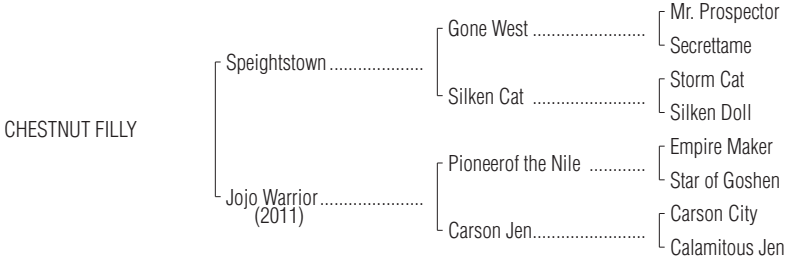 Mr. Prospector
Gone West ........................
Secrettame
Speightstown ....................
Storm Cat
Silken Cat ........................
Silken Doll
CHESTNUT FILLY
Empire Maker
Pioneerof the Nile ............
Star of Goshen
Jojo Warrior......................
(2011)
Carson City
Carson Jen........................
Calamitous Jen